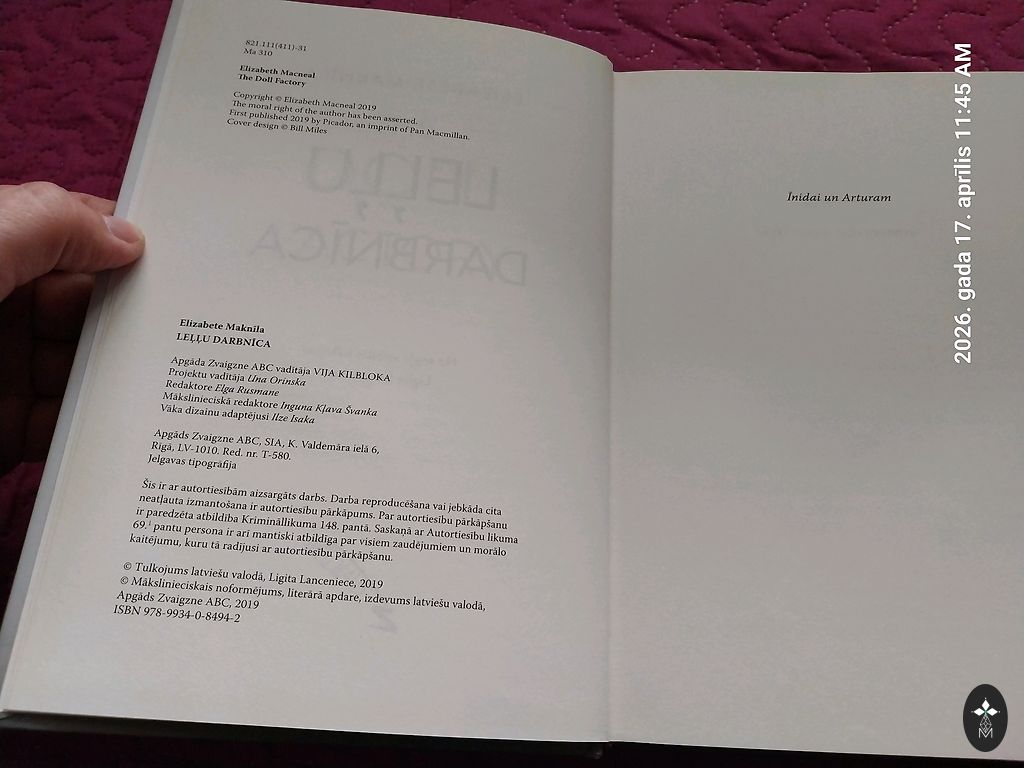 821.111(411)-31
Ma 310
Elizabeth Macneal
The Doll Factory
Copyright © Elizabeth Macneal 2019
The moral right of the author has been asserted.
First published 2019 by Picador, an imprint of Pan Macmillan.
Cover design © Bill Miles
LEĻĻU
DARBNĪCA
Elizabete Maknīla
LEĻĻU DARBNĪCA
Apgāda Zvaigzne ABC vadītāja VIJA KILBLOKA
Projektu vadītāja Una Orinska
Redaktore Elga Rusmane
Mākslinieciskā redaktore Inguna Kļava Švanka
Vāka dizainu adaptējusi Ilze Isaka
Apgāds Zvaigzne ABC, SIA, K. Valdemāra ielā 6,
Rīgā, LV-1010. Red. nr. T-580.
Jelgavas tipogrāfija
Šis ir ar autortiesībām aizsargāts darbs. Darba reproducēšana vai jebkāda cita
neatļauta izmantošana ir autortiesību pārkāpums. Par autortiesību pārkāpšanu
ir paredzēta atbildība Krimināllikuma 148. pantā. Saskaņā ar Autortiesību likuma
69.¹ pantu persona ir arī mantiski atbildīga par visiem zaudējumiem un morālo
kaitējumu, kuru tā radījusi ar autortiesību pārkāpšanu.
© Tulkojums latviešu valodā, Ligita Lanceniece, 2019
© Mākslinieciskais noformējums, literārā apdare, izdevums latviešu valodā,
Apgāds Zvaigzne ABC, 2019
ISBN 978-9934-0-8494-2
Īnidai un Arturam
2026. gada 17. aprīlis 11:45 AM
M